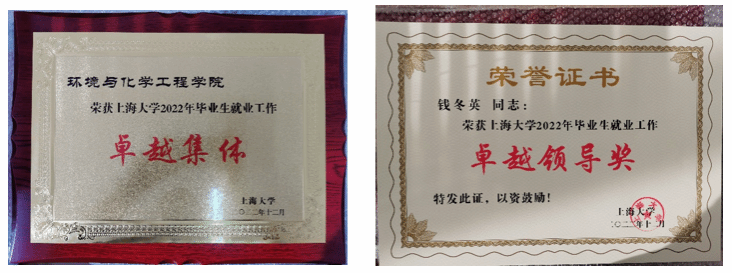 环境与化学工程学院
荣获上海大学2022年毕业生就业工作
卓越集体
上海大学
二〇二二年十二月
荣誉证书
钱冬英 同志：
荣获上海大学2022年毕业生就业工作
卓越领导奖
特发此证，以资鼓励！
上海大学